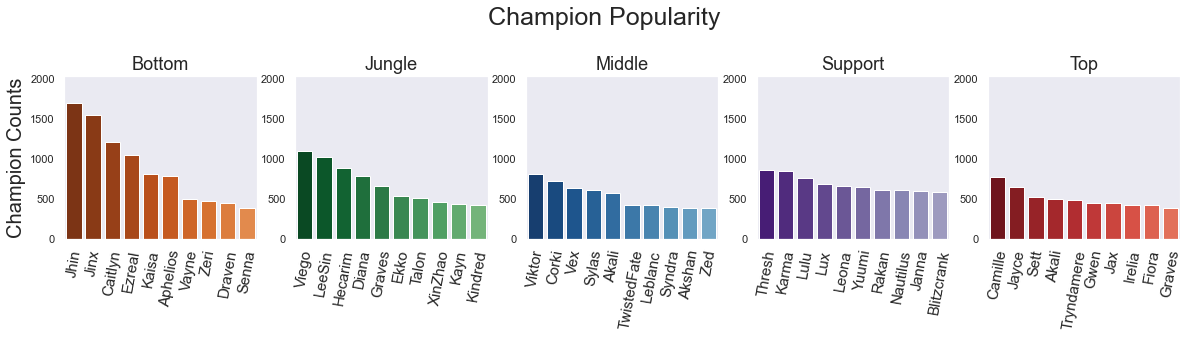 Champion Popularity
Champion Counts
Bottom
2000
1500
1000
500
0
Jhin
Jinx
Caitlyn
Ezreal
Kaisa
Aphelios
Vayne
Zeri
Draven
Senna
Jungle
2000
1500
1000
500
0
Viego
LeeSin
Hecarim
Diana
Graves
Ekko
Talon
XinZhao
Kayn
Kindred
Middle
2000
1500
1000
500
0
Viktor
Corki
Vex
Sylas
Akali
TwistedFate
Leblanc
Syndra
Akshan
Zed
Support
2000
1500
1000
500
0
Thresh
Karma
Lulu
Lux
Leona
Yuumi
Rakan
Nautilus
Janna
Blitzcrank
Top
2000
1500
1000
500
0
Camille
Jayce
Sett
Akali
Tryndamere
Gwen
Jax
Irelia
Fiora
Graves